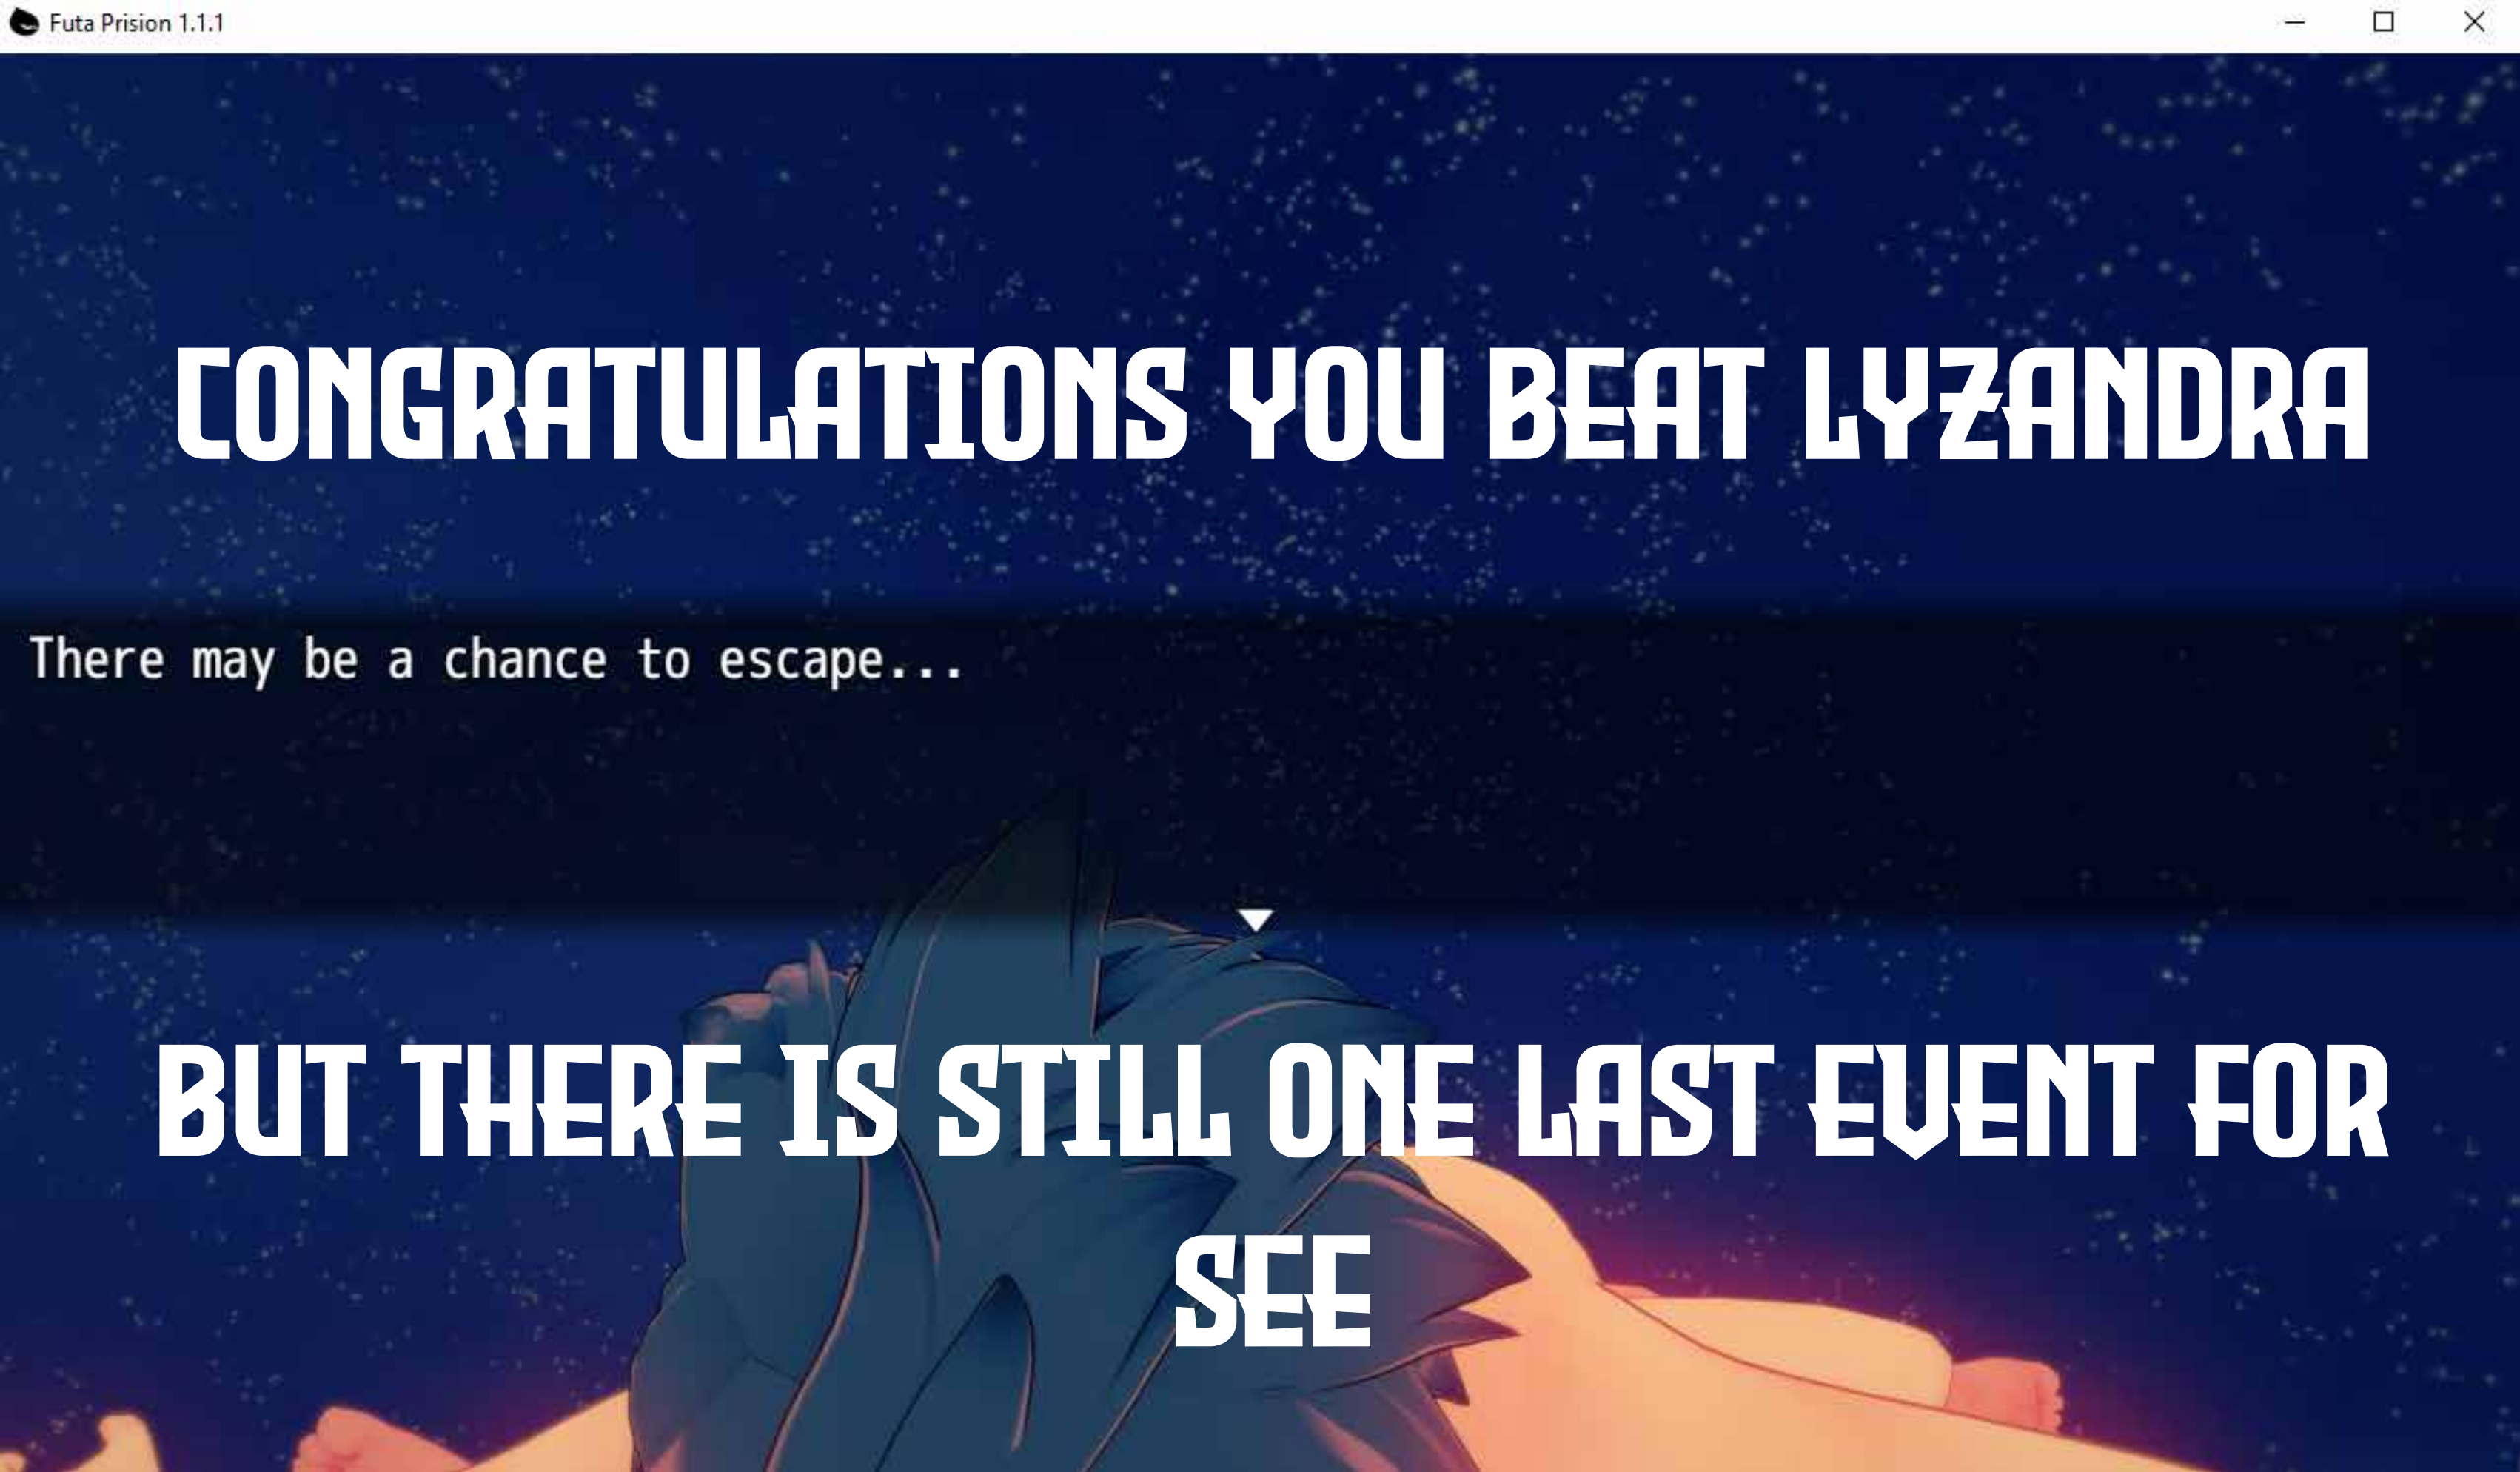 Futa Prision 1.1.1
CONGRATULATIONS YOU BEAT LYZANDRA
There may be a chance to escape...
BUT THERE IS STILL ONE LAST EVENT FOR
SEE